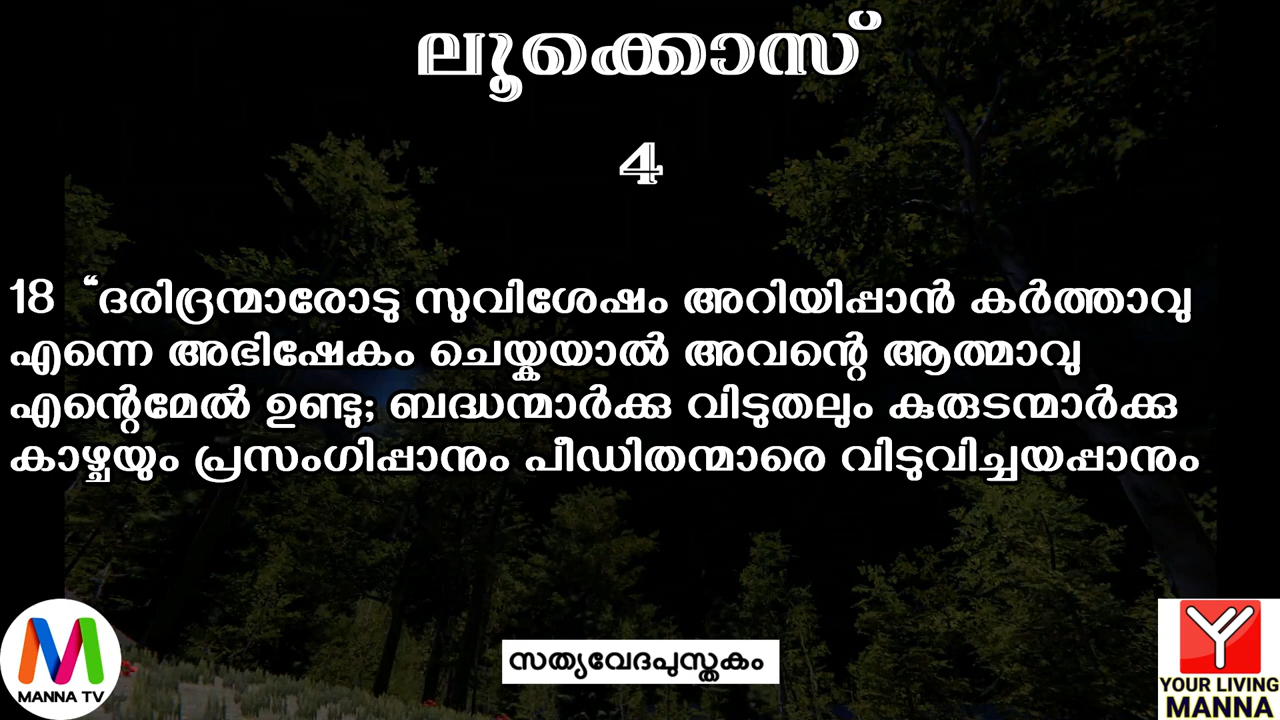 ലൂക്കൊസ്
4
18 “ദരിദ്രന്മാരോടു സുവിശേഷം അറിയിപ്പാൻ കർത്താവു
എന്നെ അഭിഷേകം ചെയ്കയാൽ അവന്റെ ആത്മാവു
എന്റെമേൽ ഉണ്ടു; ബദ്ധന്മാർക്കു വിടുതലും കുരുടന്മാർക്കു
കാഴ്ചയും പ്രസംഗിപ്പാനും പീഡിതന്മാരെ വിടുവിച്ചയപ്പാനും
സത്യവേദപുസ്തകം
MANNA TV
YOUR LIVING
MANNA